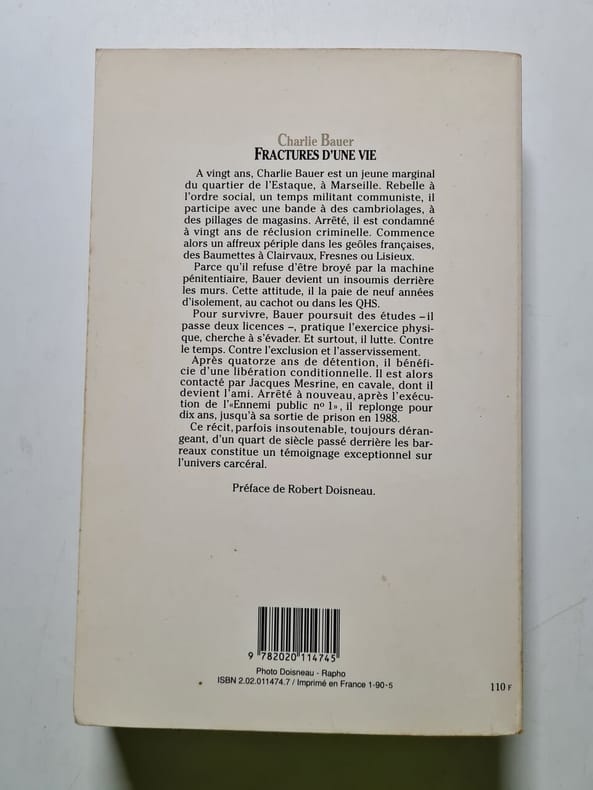 Charlie Bauer
FRACTURES D'UNE VIE
A vingt ans, Charlie Bauer est un jeune marginal
du quartier de l'Estaque, à Marseille. Rebelle à
l'ordre social, un temps militant communiste, il
participe avec une bande à des cambriolages, à
des pillages de magasins. Arrêté, il est condamné
à vingt ans de réclusion criminelle. Commence
alors un affreux périple dans les geôles françaises,
des Baumettes à Clairvaux, Fresnes ou Lisieux.
Parce qu'il refuse d'être broyé par la machine
pénitentiaire, Bauer devient un insoumis derrière
les murs. Cette attitude, il la paie de neuf années
d'isolement, au cachot ou dans les QHS.
Pour survivre, Bauer poursuit des études – il
passe deux licences –, pratique l'exercice physi-
que, cherche à s'évader. Et surtout, il lutte. Contre
le temps. Contre l'exclusion et l'asservissement.
Après quatorze ans de détention, il bénéfi-
cie d'une libération conditionnelle. Il est alors
contacté par Jacques Mesrine, en cavale, dont il
devient l'ami. Arrêté à nouveau, après l'exécu-
tion de l'«Ennemi public nº 1», il replonge pour
dix ans, jusqu'à sa sortie de prison en 1988.
Ce récit, parfois insoutenable, toujours déran-
geant, d'un quart de siècle passé derrière les bar-
reaux constitue un témoignage exceptionnel sur
l'univers carcéral.
Préface de Robert Doisneau.
9 782020 114745
Photo Doisneau - Rapho
ISBN 2.02.011474.7 / Imprimé en France 1-90-5
110 F